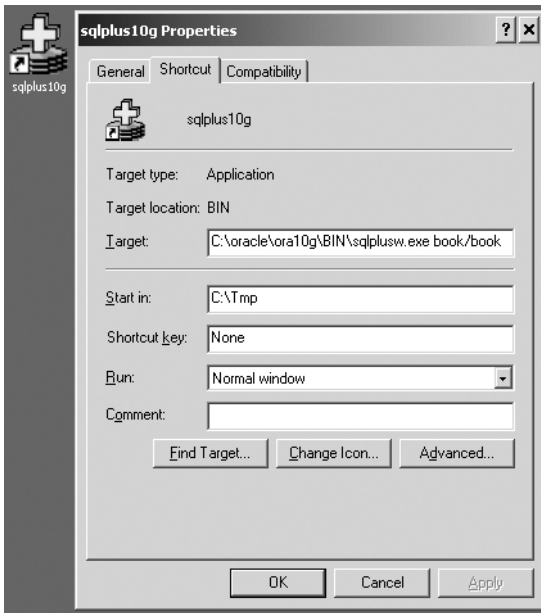 sqlplus10g
sqlplus10g Properties
General Shortcut Compatibility
sqlplus10g
Target type: Application
Target location: BIN
Target: C:\oracle\ora10g\BIN\sqlplusw.exe book/book
Start in: C:\Tmp
Shortcut key: None
Run: Normal window
Comment:
Find Target... Change Icon... Advanced...
OK Cancel Apply